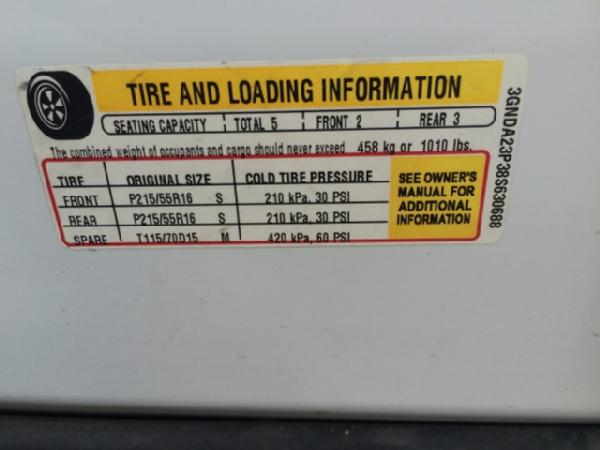 TIRE AND LOADING INFORMATION
SEATING CAPACITY TOTAL 5 FRONT 2 REAR 3
The combined weight of occupants and cargo should never exceed 458 kg or 1010 lbs.
TIRE ORIGINAL SIZE COLD TIRE PRESSURE
FRONT P215/55R16 S 210 kPa, 30 PSI
REAR P215/55R16 S 210 kPa, 30 PSI
SPARE T115/70D15 M 420 kPa, 60 PSI
SEE OWNER'S
MANUAL FOR
ADDITIONAL
INFORMATION
3GNDA23P38S630688